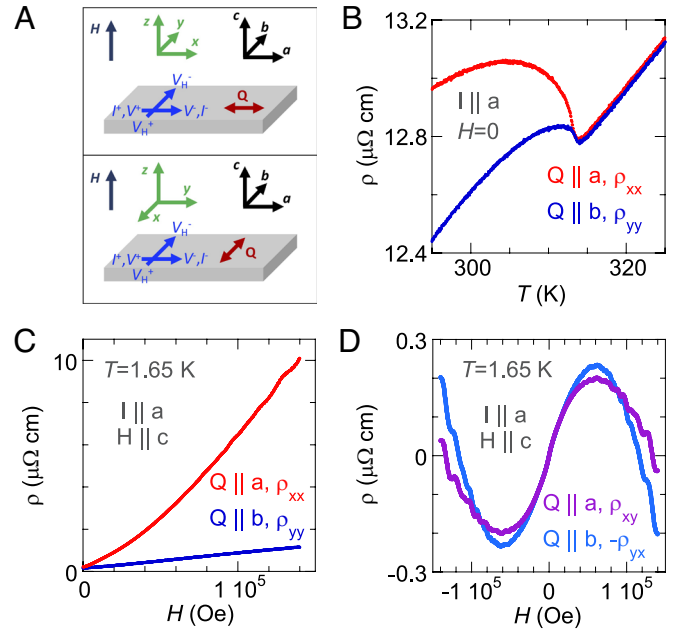 A
H
z
y
x
c
b
a
V_H^-
I^+,V^+
V^-,I^-
Q
V_H^+
H
z
y
x
c
b
a
V_H^-
I^+,V^+
V^-,I^-
Q
V_H^+
B
13.2
12.8
12.4
ρ (μΩ cm)
I || a
H=0
Q || a, ρ_xx
Q || b, ρ_yy
300
320
T (K)
C
10
0
ρ (μΩ cm)
T=1.65 K
I || a
H || c
Q || a, ρ_xx
Q || b, ρ_yy
0
1 10^5
H (Oe)
D
0.3
0
-0.3
ρ (μΩ cm)
T=1.65 K
I || a
H || c
Q || a, ρ_xy
Q || b, -ρ_yx
-1 10^5
0
1 10^5
H (Oe)